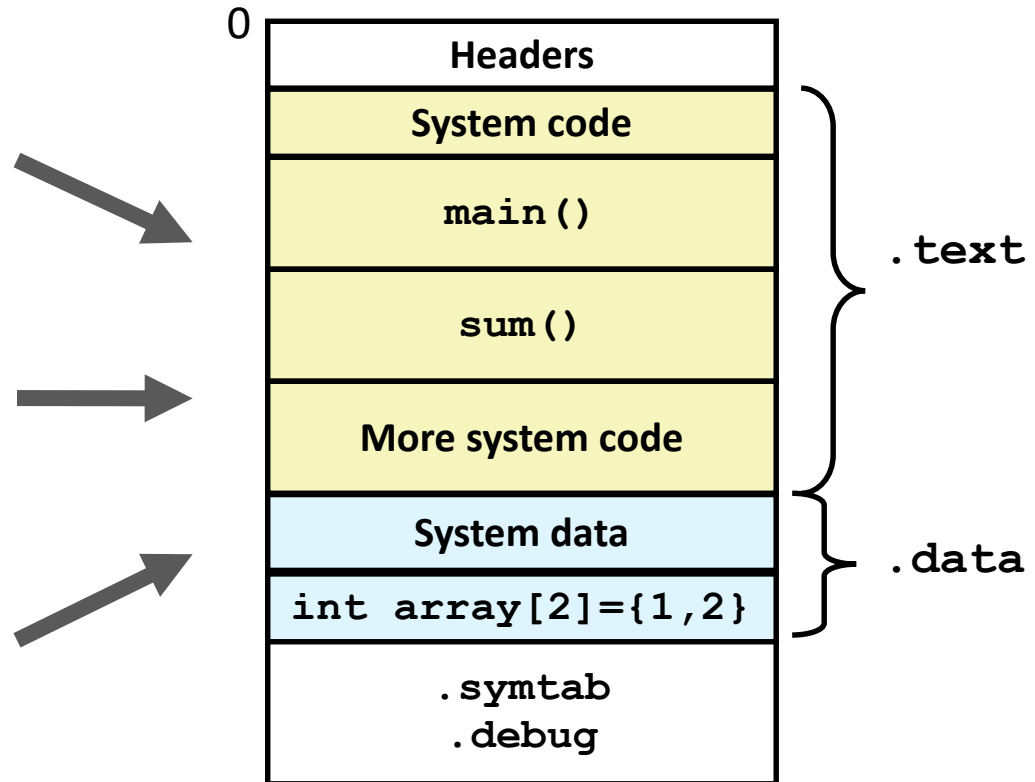 0
Headers
System code
main()
.text
sum()
More system code
System data
.data
int array[2]={1,2}
.symtab
.debug